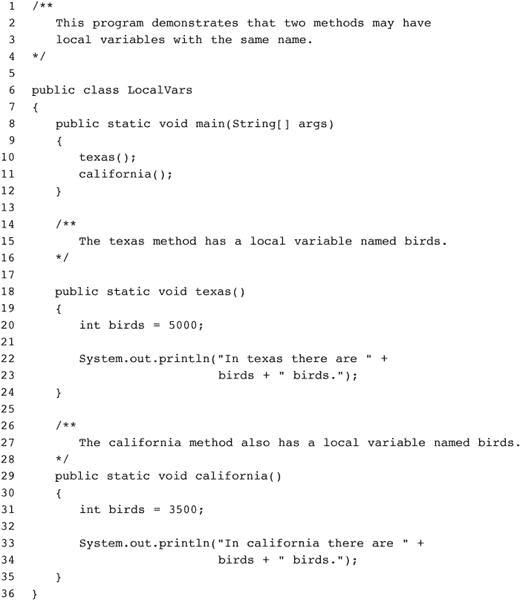 1 /**
2    This program demonstrates that two methods may have
3    local variables with the same name.
4 */
5
6 public class LocalVars
7 {
8    public static void main(String[] args)
9    {
10       texas();
11       california();
12    }
13
14    /**
15       The texas method has a local variable named birds.
16    */
17
18    public static void texas()
19    {
20       int birds = 5000;
21
22       System.out.println("In texas there are " +
23                          birds + " birds.");
24    }
25
26    /**
27       The california method also has a local variable named birds.
28    */
29    public static void california()
30    {
31       int birds = 3500;
32
33       System.out.println("In california there are " +
34                          birds + " birds.");
35    }
36 }